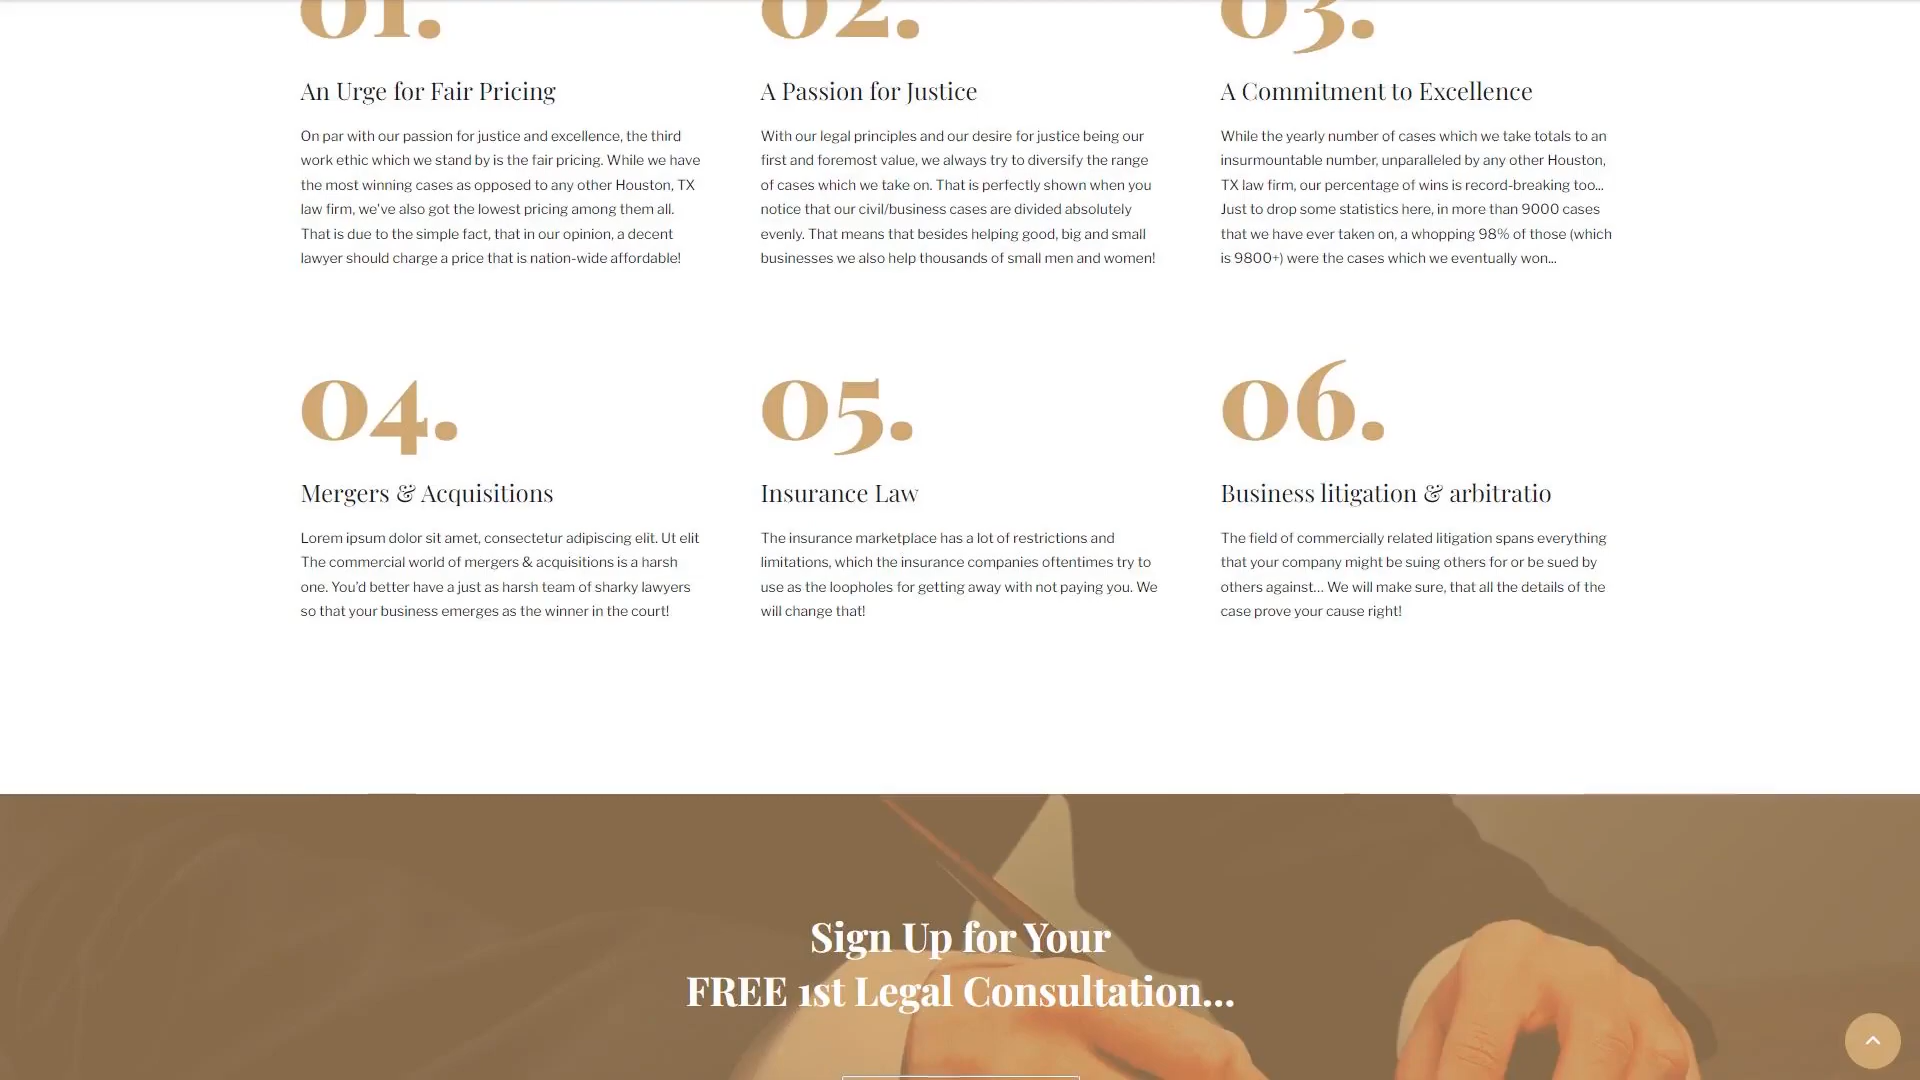 01.
02.
03.
An Urge for Fair Pricing
On par with our passion for justice and excellence, the third
work ethic which we stand by is the fair pricing. While we have
the most winning cases as opposed to any other Houston, TX
law firm, we've also got the lowest pricing among them all.
That is due to the simple fact, that in our opinion, a decent
lawyer should charge a price that is nation-wide affordable!
A Passion for Justice
With our legal principles and our desire for justice being our
first and foremost value, we always try to diversify the range
of cases which we take on. That is perfectly shown when you
notice that our civil/business cases are divided absolutely
evenly. That means that besides helping good, big and small
businesses we also help thousands of small men and women!
A Commitment to Excellence
While the yearly number of cases which we take totals to an
insurmountable number, unparalleled by any other Houston,
TX law firm, our percentage of wins is record-breaking too...
Just to drop some statistics here, in more than 9000 cases
that we have ever taken on, a whopping 98% of those (which
is 9800+) were the cases which we eventually won...
04.
Mergers & Acquisitions
Lorem ipsum dolor sit amet, consectetur adipiscing elit. Ut elit
The commercial world of mergers & acquisitions is a harsh
one. You'd better have a just as harsh team of sharky lawyers
so that your business emerges as the winner in the court!
05.
Insurance Law
The insurance marketplace has a lot of restrictions and
limitations, which the insurance companies oftentimes try to
use as the loopholes for getting away with not paying you. We
will change that!
06.
Business litigation & arbitratio
The field of commercially related litigation spans everything
that your company might be suing others for or be sued by
others against... We will make sure, that all the details of the
case prove your cause right!
Sign Up for Your
FREE 1st Legal Consultation...